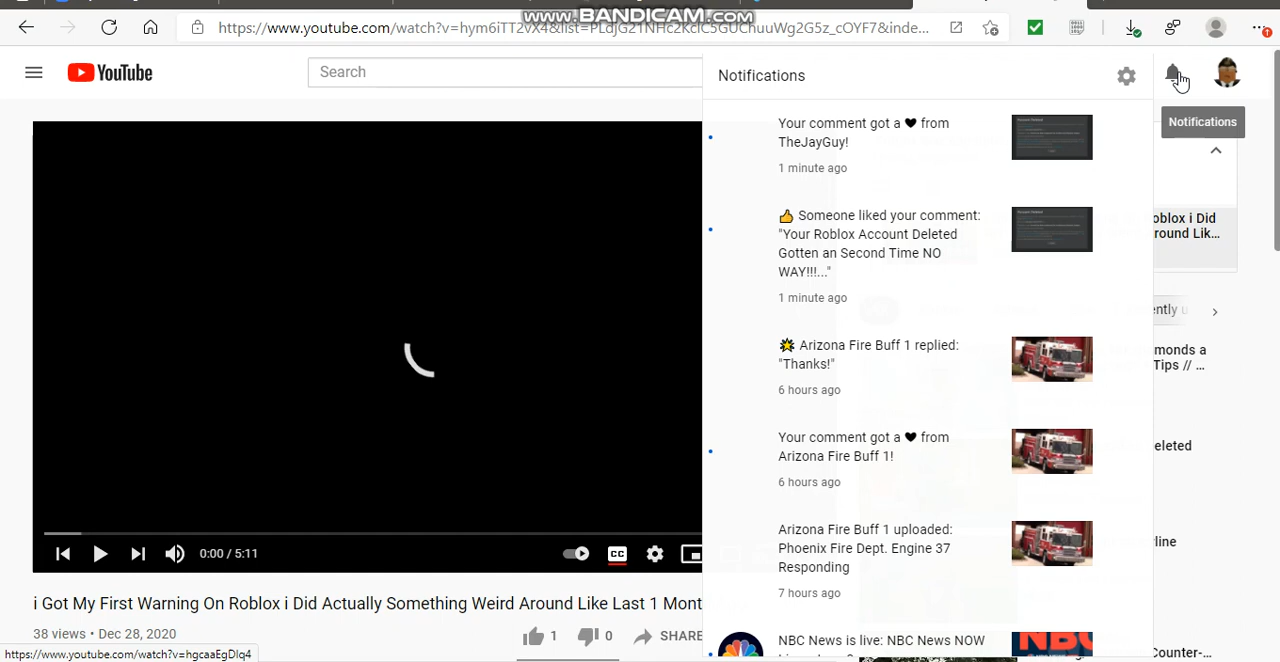 www.BANDICAM.com
https://www.youtube.com/watch?v=hym6iTT2vX4&list=PLdjG21NHc2KclC5GUChuuWg2G5z_cOYF7&inde...
YouTube
Search
Notifications
Notifications
Your comment got a 🖤 from
TheJayGuy!
1 minute ago
👍 Someone liked your comment:
"Your Roblox Account Deleted
Gotten an Second Time NO
WAY!!!..."
1 minute ago
oblox i Did
round Lik...
ently u
🌟 Arizona Fire Buff 1 replied:
"Thanks!"
6 hours ago
monds a
Tips // ...
Your comment got a 🖤 from
Arizona Fire Buff 1!
6 hours ago
eleted
Arizona Fire Buff 1 uploaded:
Phoenix Fire Dept. Engine 37
Responding
7 hours ago
rline
0:00 / 5:11
CC
i Got My First Warning On Roblox i Did Actually Something Weird Around Like Last 1 Mont
38 views • Dec 28, 2020
1
0
SHARE
NBC News is live: NBC News NOW
NBC
Counter-
https://www.youtube.com/watch?v=hgcaaEgDlq4